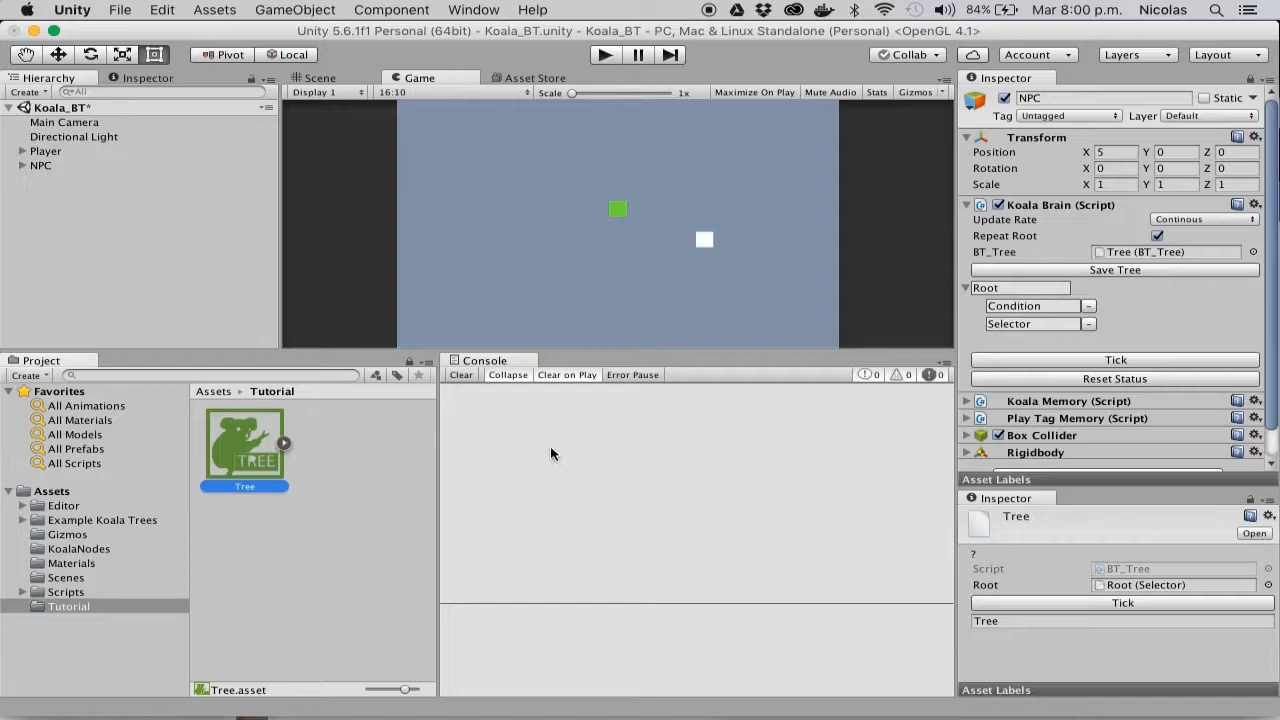 Unity File Edit Assets GameObject Component Window Help 84% Mar 8:00 p.m. Nicolas
Unity 5.6.1f1 Personal (64bit) - Koala_BT.unity - Koala_BT - PC, Mac & Linux Standalone (Personal) <OpenGL 4.1>
Pivot Local Collab Account Layers Layout
Hierarchy Inspector
Create All
Koala_BT*
Main Camera
Directional Light
Player
NPC
Scene Game Asset Store
Display 1 16:10 Scale 1x Maximize On Play Mute Audio Stats Gizmos
Inspector
NPC Static
Tag Untagged Layer Default
Transform
Position X 5 Y 0 Z 0
Rotation X 0 Y 0 Z 0
Scale X 1 Y 1 Z 1
Koala Brain (Script)
Update Rate Continous
Repeat Root
BT_Tree Tree (BT_Tree)
Save Tree
Root
Condition -
Selector -
Tick
Reset Status
Koala Memory (Script)
Play Tag Memory (Script)
Box Collider
Rigidbody
Asset Labels
Project
Create
Favorites
All Animations
All Materials
All Models
All Prefabs
All Scripts
Assets
Editor
Example Koala Trees
Gizmos
KoalaNodes
Materials
Scenes
Scripts
Tutorial
Assets Tutorial
TREE
Tree
Tree.asset
Console
Clear Collapse Clear on Play Error Pause 0 0 0
Inspector
Tree
Open
?
Script BT_Tree
Root Root (Selector)
Tick
Tree
Asset Labels